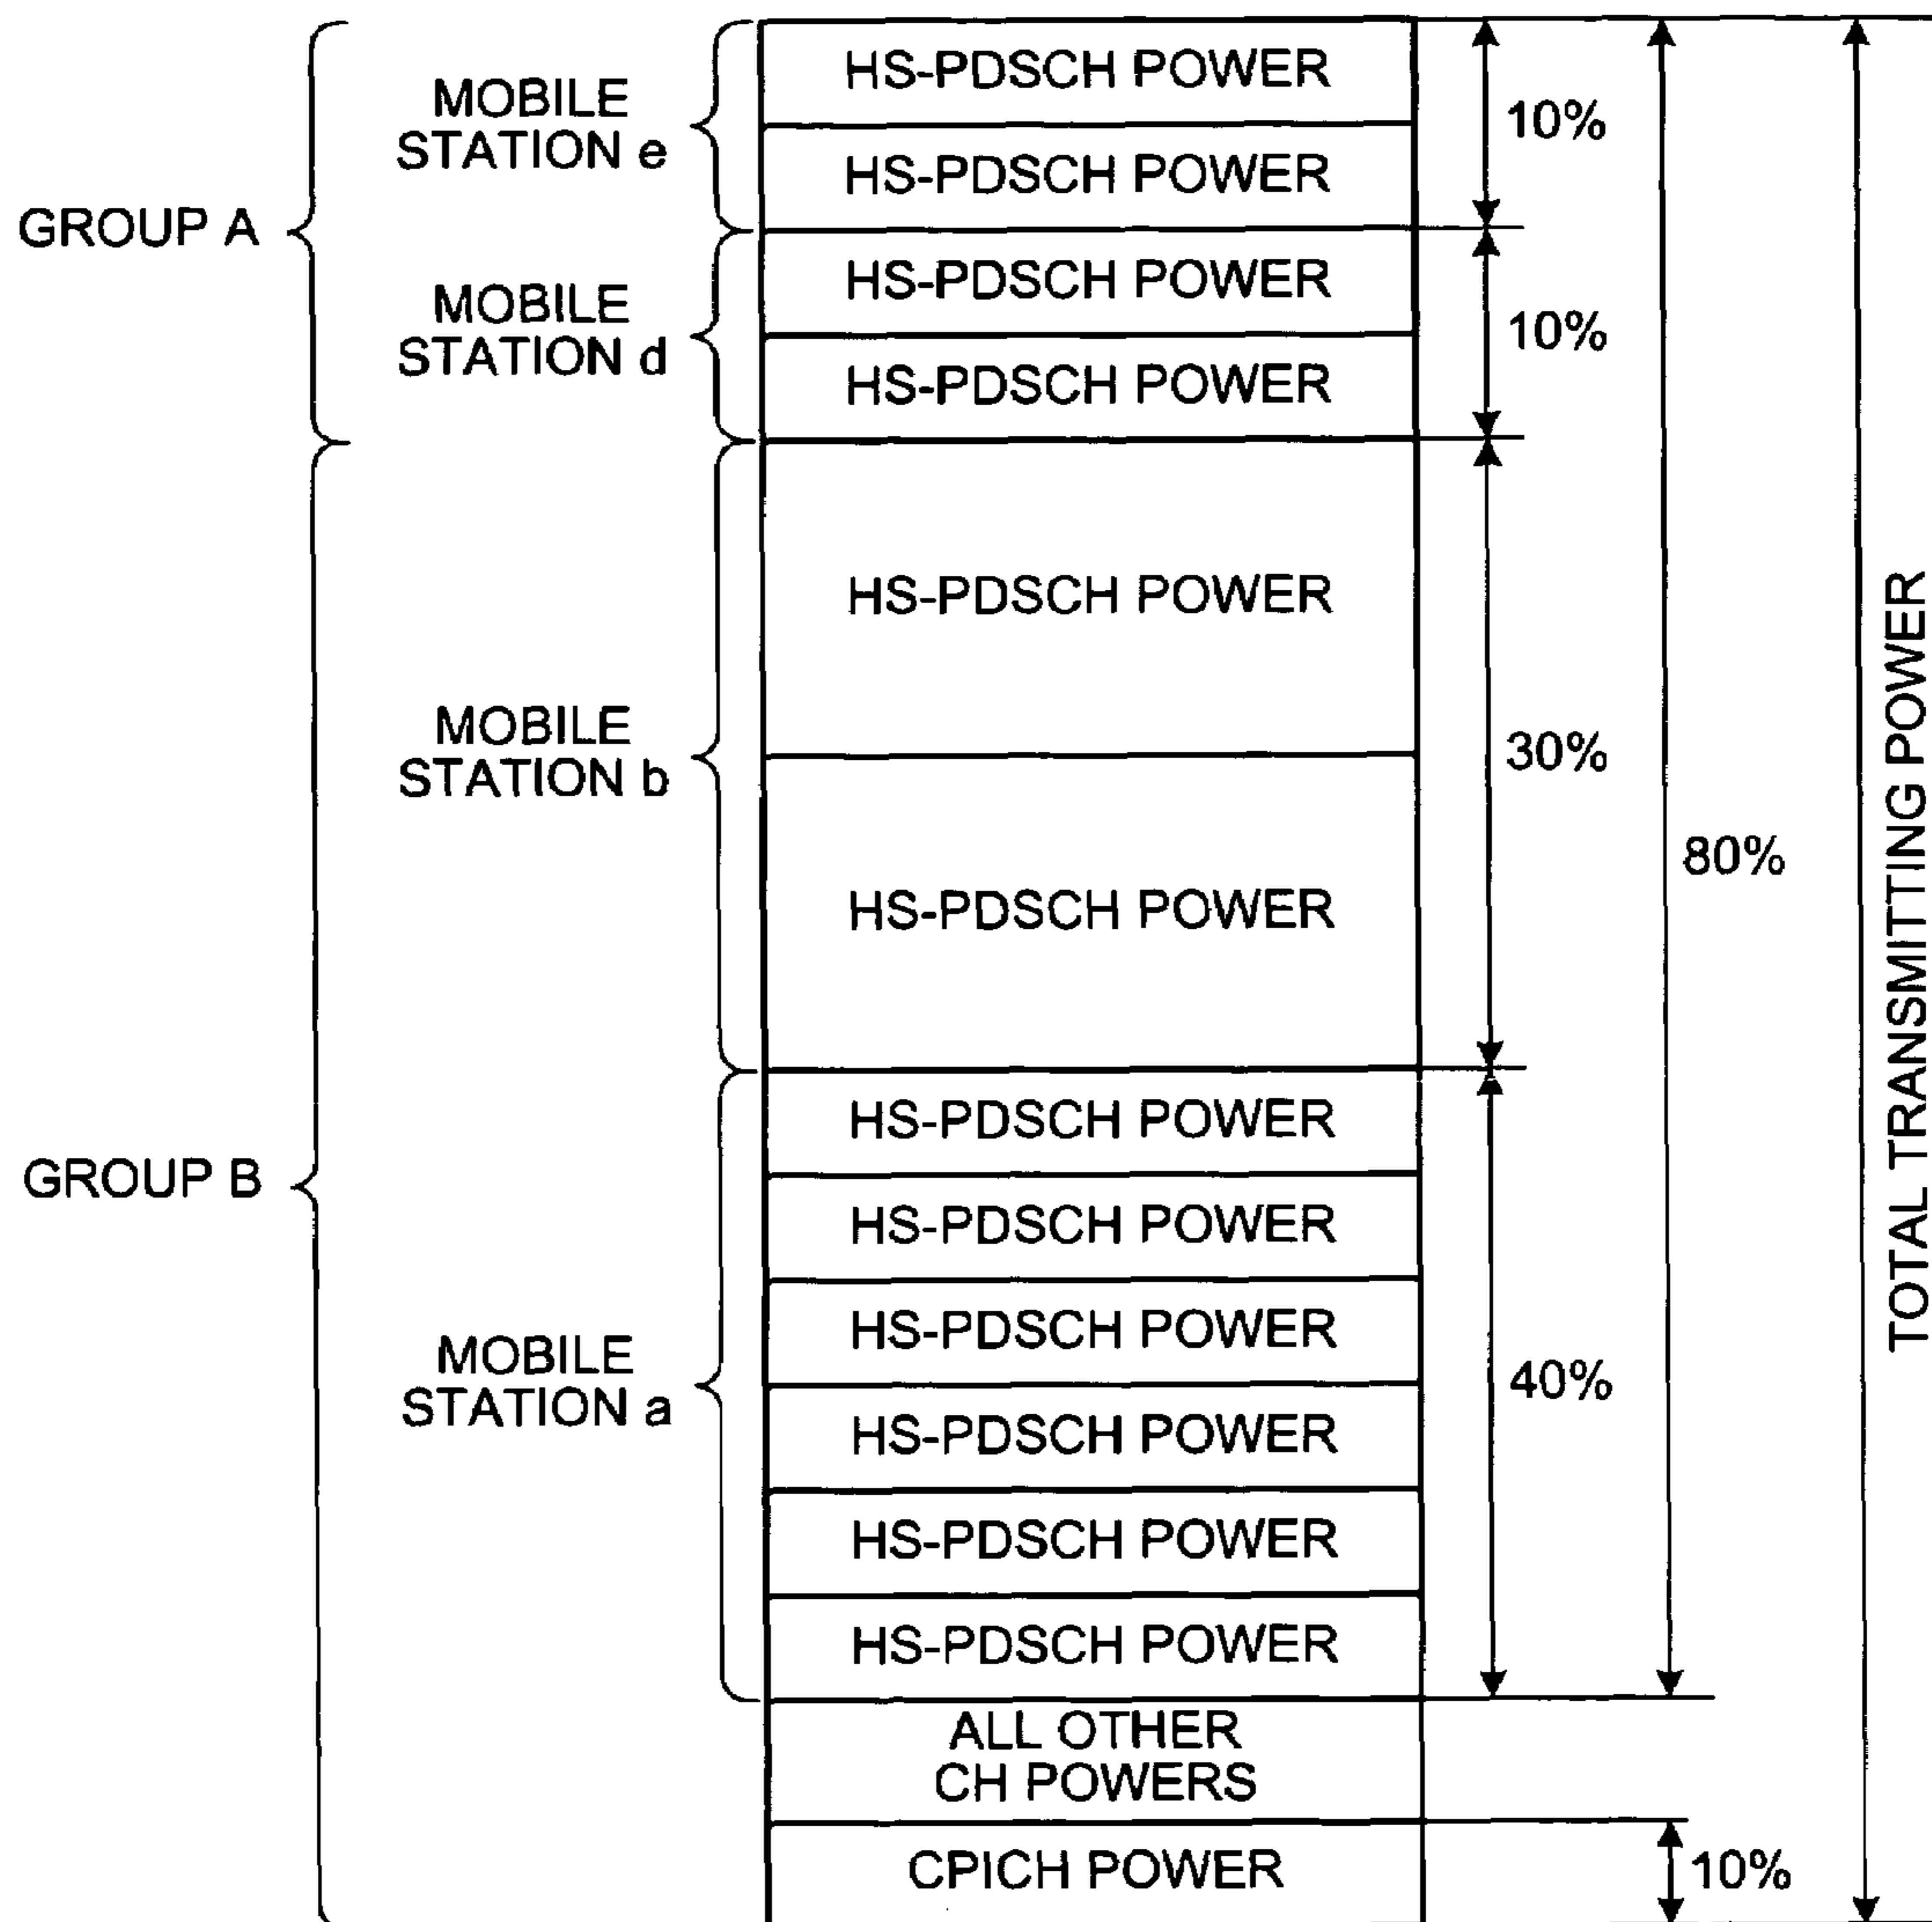 GROUP A
MOBILE
STATION e
HS-PDSCH POWER
HS-PDSCH POWER
10%
MOBILE
STATION d
HS-PDSCH POWER
HS-PDSCH POWER
10%
MOBILE
STATION b
HS-PDSCH POWER
HS-PDSCH POWER
30%
80%
TOTAL TRANSMITTING POWER
GROUP B
MOBILE
STATION a
HS-PDSCH POWER
HS-PDSCH POWER
HS-PDSCH POWER
HS-PDSCH POWER
HS-PDSCH POWER
HS-PDSCH POWER
40%
ALL OTHER
CH POWERS
CPICH POWER
10%